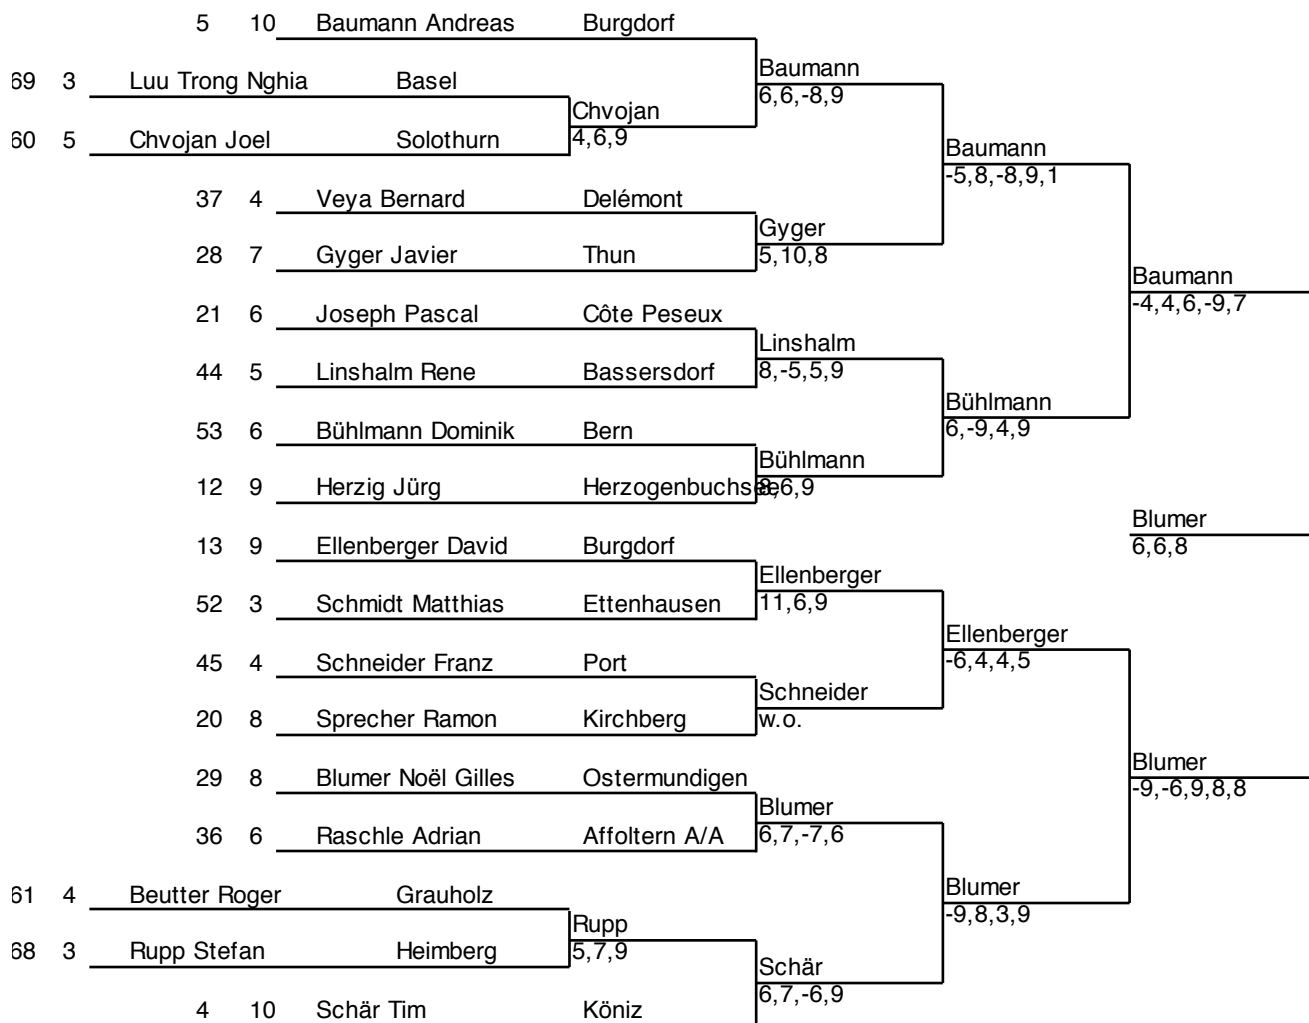 5 10 Baumann Andreas Burgdorf
Baumann
69 3 Luu Trong Nghia Basel
6,6,-8,9
Chvojan
60 5 Chvojan Joel Solothurn
4,6,9
Baumann
-5,8,-8,9,1
37 4 Veya Bernard Delémont
Gyger
28 7 Gyger Javier Thun
5,10,8
Baumann
-4,4,6,-9,7
21 6 Joseph Pascal Côte Peseux
Linshalm
44 5 Linshalm Rene Bassersdorf
8,-5,5,9
Bühlmann
6,-9,4,9
53 6 Bühlmann Dominik Bern
Bühlmann
12 9 Herzig Jürg Herzogenbuchsee
8,6,9
Blumer
6,6,8
13 9 Ellenberger David Burgdorf
Ellenberger
52 3 Schmidt Matthias Ettenhausen
11,6,9
Ellenberger
-6,4,4,5
45 4 Schneider Franz Port
Schneider
20 8 Sprecher Ramon Kirchberg
w.o.
Blumer
-9,-6,9,8,8
29 8 Blumer Noël Gilles Ostermundigen
Blumer
36 6 Raschle Adrian Affoltern A/A
6,7,-7,6
Blumer
-9,8,3,9
61 4 Beutter Roger Grauholz
Rupp
68 3 Rupp Stefan Heimberg
5,7,9
Schär
6,7,-6,9
4 10 Schär Tim Köniz